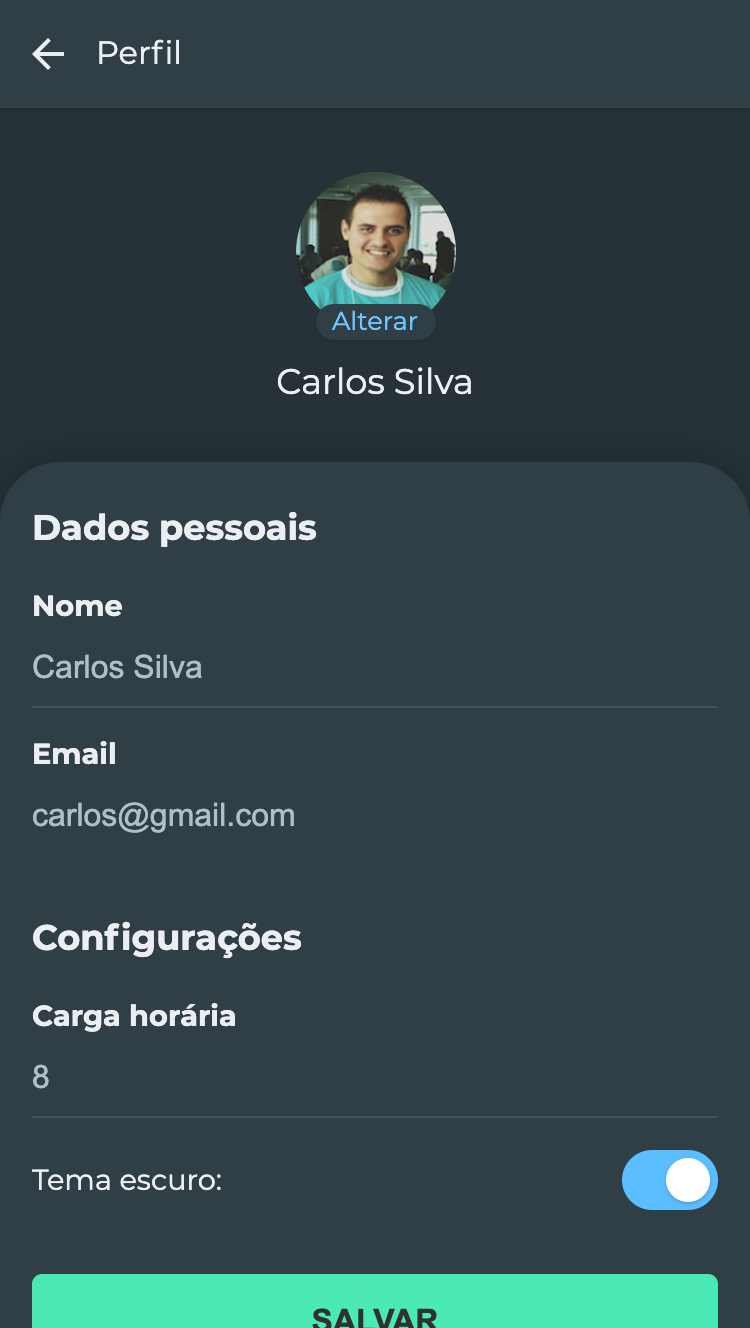 Perfil
Alterar
Carlos Silva
Dados pessoais
Nome
Carlos Silva
Email
carlos@gmail.com
Configurações
Carga horária
8
Tema escuro:
SALVAR